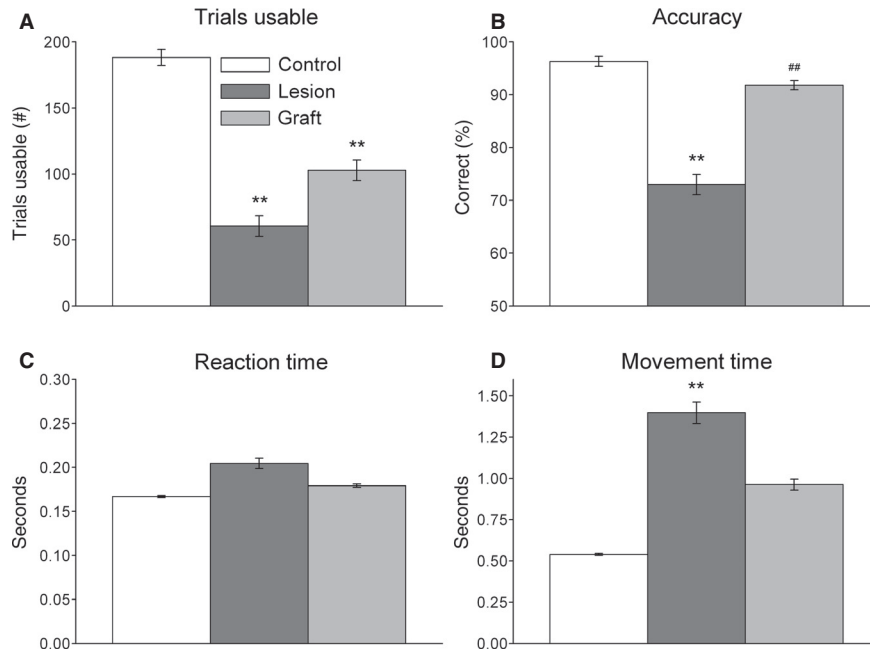 A
Trials usable
200
150
100
50
0
Trials usable (#)
Control
Lesion
Graft
**
**
B
Accuracy
100
90
80
70
60
50
Correct (%)
**
##
C
Reaction time
0.30
0.25
0.20
0.15
0.10
0.05
0.00
Seconds
D
Movement time
1.50
1.25
1.00
0.75
0.50
0.25
0.00
Seconds
**